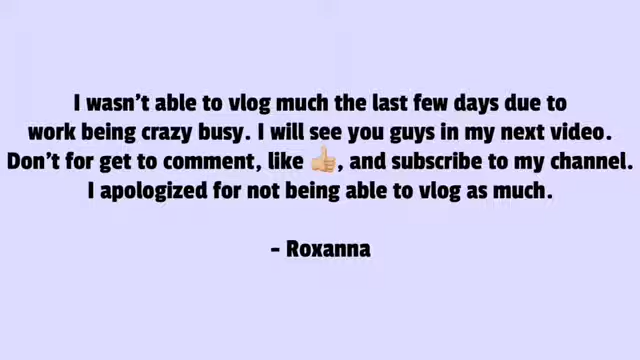 I wasn't able to vlog much the last few days due to
work being crazy busy. I will see you guys in my next video.
Don't for get to comment, like 👍🏼, and subscribe to my channel.
I apologized for not being able to vlog as much.
- Roxanna